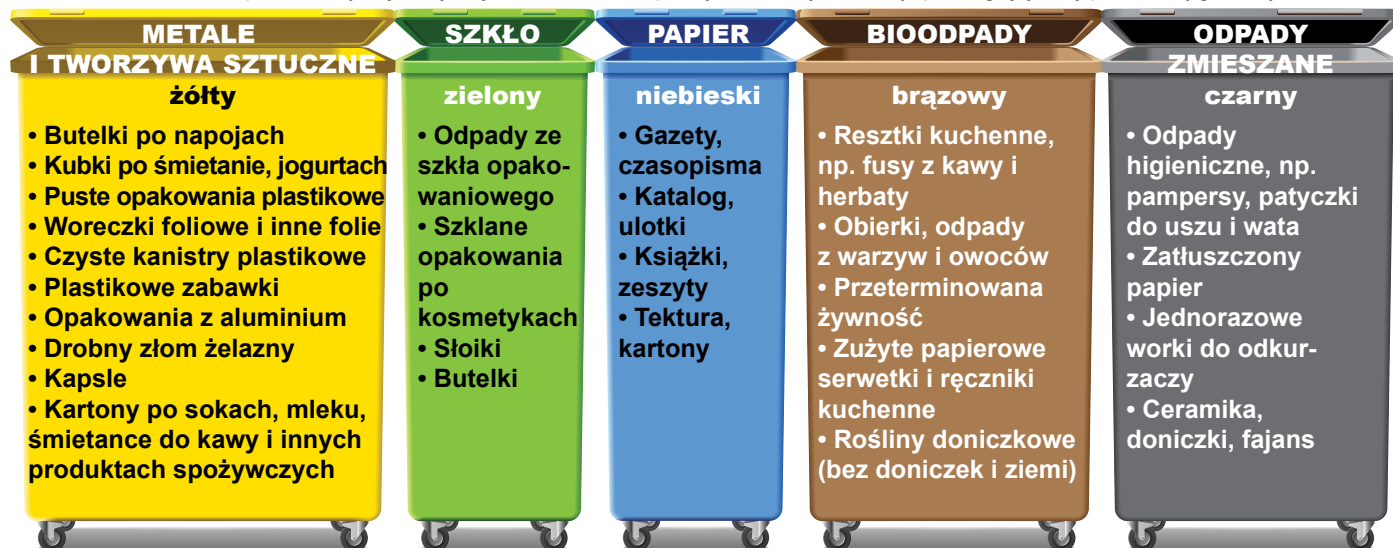 METALE
I TWORZYWA SZTUCZNE
żółty
• Butelki po napojach
• Kubki po śmietanie, jogurtach
• Puste opakowania plastikowe
• Woreczki foliowe i inne folie
• Czyste kanistry plastikowe
• Plastikowe zabawki
• Opakowania z aluminium
• Drobny złom żelazny
• Kapsle
• Kartony po sokach, mleku,
śmietance do kawy i innych
produktach spożywczych
SZKŁO
zielony
• Odpady ze
szkła opako-
waniowego
• Szklane
opakowania
po
kosmetykach
• Słoiki
• Butelki
PAPIER
niebieski
• Gazety,
czasopisma
• Katalog,
ulotki
• Książki,
zeszyty
• Tektura,
kartony
BIOODPADY
brązowy
• Resztki kuchenne,
np. fusy z kawy i
herbaty
• Obierki, odpady
z warzyw i owoców
• Przeterminowana
żywność
• Zużyte papierowe
serwetki i ręczniki
kuchenne
• Rośliny doniczkowe
(bez doniczek i ziemi)
ODPADY
ZMIESZANE
czarny
• Odpady
higieniczne, np.
pampersy, patyczki
do uszu i wata
• Zatłuszczony
papier
• Jednorazowe
worki do odkur-
zaczy
• Ceramika,
doniczki, fajans